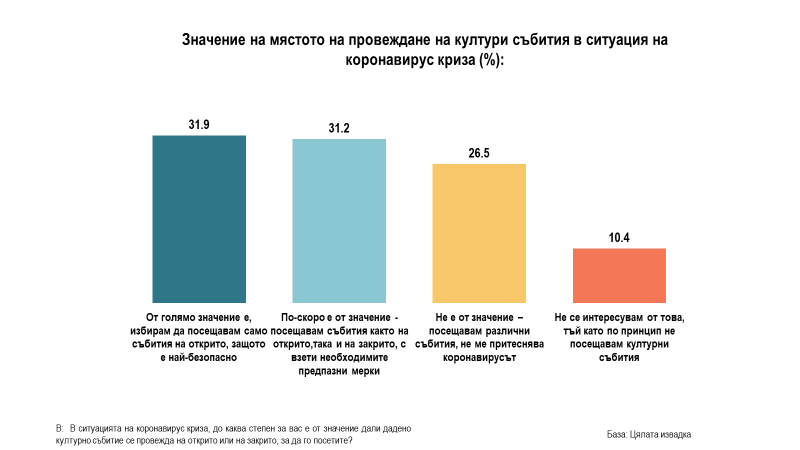 Значение на мястото на провеждане на култури събития в ситуация на
коронавирус криза (%):
31.9
31.2
26.5
10.4
От голямо значение е,
избирам да посещавам само
събития на открито, защото
е най-безопасно
По-скоро е от значение -
посещавам събития както на
открито,така и на закрито, с
взети необходимите
предпазни мерки
Не е от значение –
посещавам различни
събития, не ме притеснява
коронавирусът
Не се интересувам от това,
тъй като по принцип не
посещавам културни
събития
В: В ситуацията на коронавирус криза, до каква степен за вас е от значение дали дадено
културно събитие се провежда на открито или на закрито, за да го посетите?
База: Цялата извадка